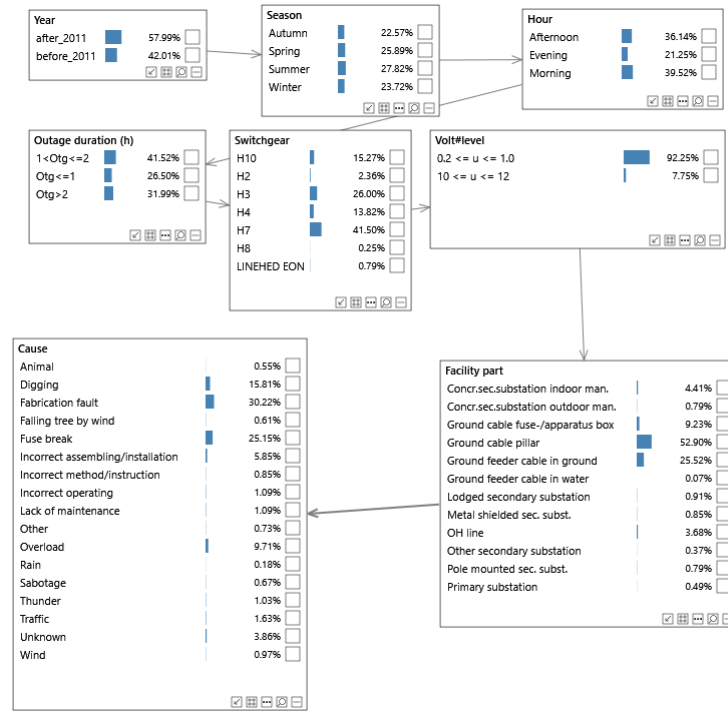 Year
after_2011 57.99%
before_2011 42.01%
Season
Autumn 22.57%
Spring 25.89%
Summer 27.82%
Winter 23.72%
Hour
Afternoon 36.14%
Evening 21.25%
Morning 39.52%
Outage duration (h)
1<Otg<=2 41.52%
Otg<=1 26.50%
Otg>2 31.99%
Switchgear
H10 15.27%
H2 2.36%
H3 26.00%
H4 13.82%
H7 41.50%
H8 0.25%
LINEHED EON 0.79%
Volt#level
0.2 <= u <= 1.0 92.25%
10 <= u <= 12 7.75%
Cause
Animal 0.55%
Digging 15.81%
Fabrication fault 30.22%
Falling tree by wind 0.61%
Fuse break 25.15%
Incorrect assembling/installation 5.85%
Incorrect method/instruction 0.85%
Incorrect operating 1.09%
Lack of maintenance 1.09%
Other 0.73%
Overload 9.71%
Rain 0.18%
Sabotage 0.67%
Thunder 1.03%
Traffic 1.63%
Unknown 3.86%
Wind 0.97%
Facility part
Concr.sec.substation indoor man. 4.41%
Concr.sec.substation outdoor man. 0.79%
Ground cable fuse-/apparatus box 9.23%
Ground cable pillar 52.90%
Ground feeder cable in ground 25.52%
Ground feeder cable in water 0.07%
Lodged secondary substation 0.91%
Metal shielded sec. subst. 0.85%
OH line 3.68%
Other secondary substation 0.37%
Pole mounted sec. subst. 0.79%
Primary substation 0.49%